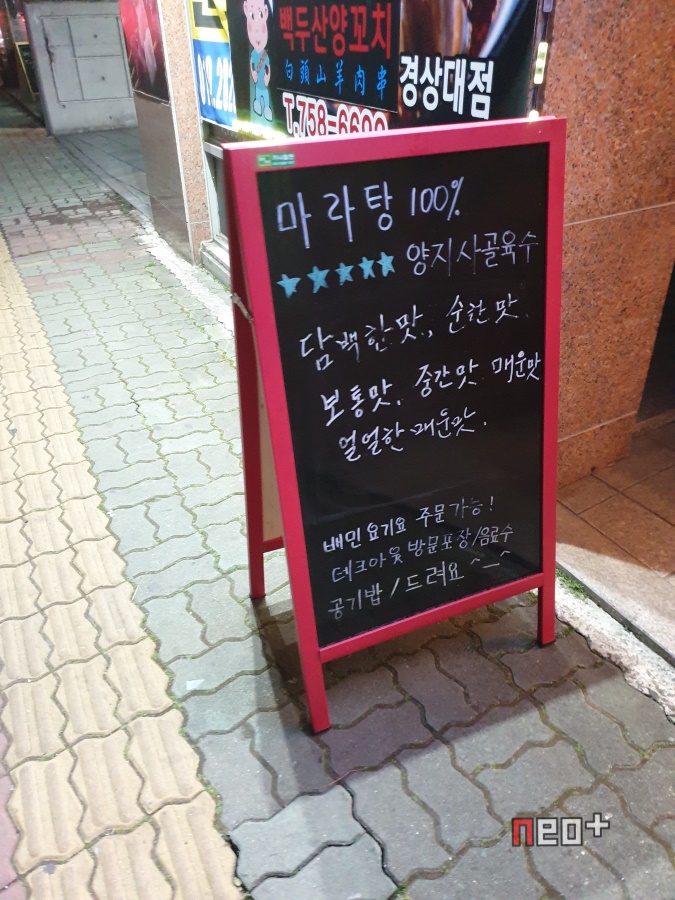 백두산양꼬치
白頭山羊肉串
경상대점
T.758-6690
마라탕 100%
★★★★★ 양지사골육수
담백한맛, 순한맛.
보통맛, 중간맛 매운맛
얼얼한 매운맛.
배민 요기요 주문가능!
테크아웃 방문포장/음료수
공기밥/드려요 ^_^
neo+